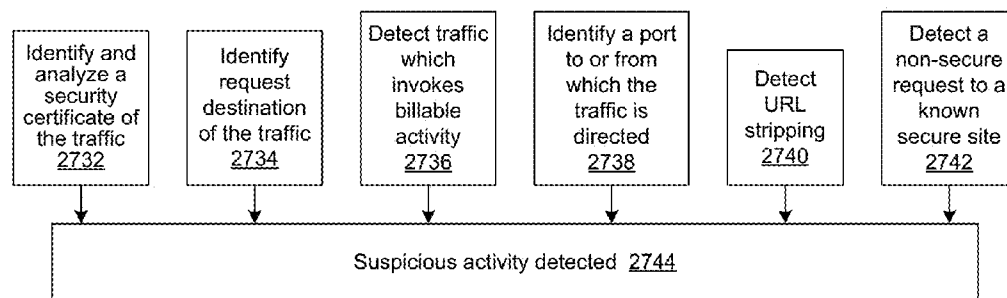 Identify and
analyze a
security
certificate of
the traffic
2732
Identify
request
destination
of the traffic
2734
Detect traffic
which
invokes
billable
activity
2736
Identify a port
to or from
which the
traffic is
directed
2738
Detect
URL
stripping
2740
Detect a
non-secure
request to a
known
secure site
2742
Suspicious activity detected 2744